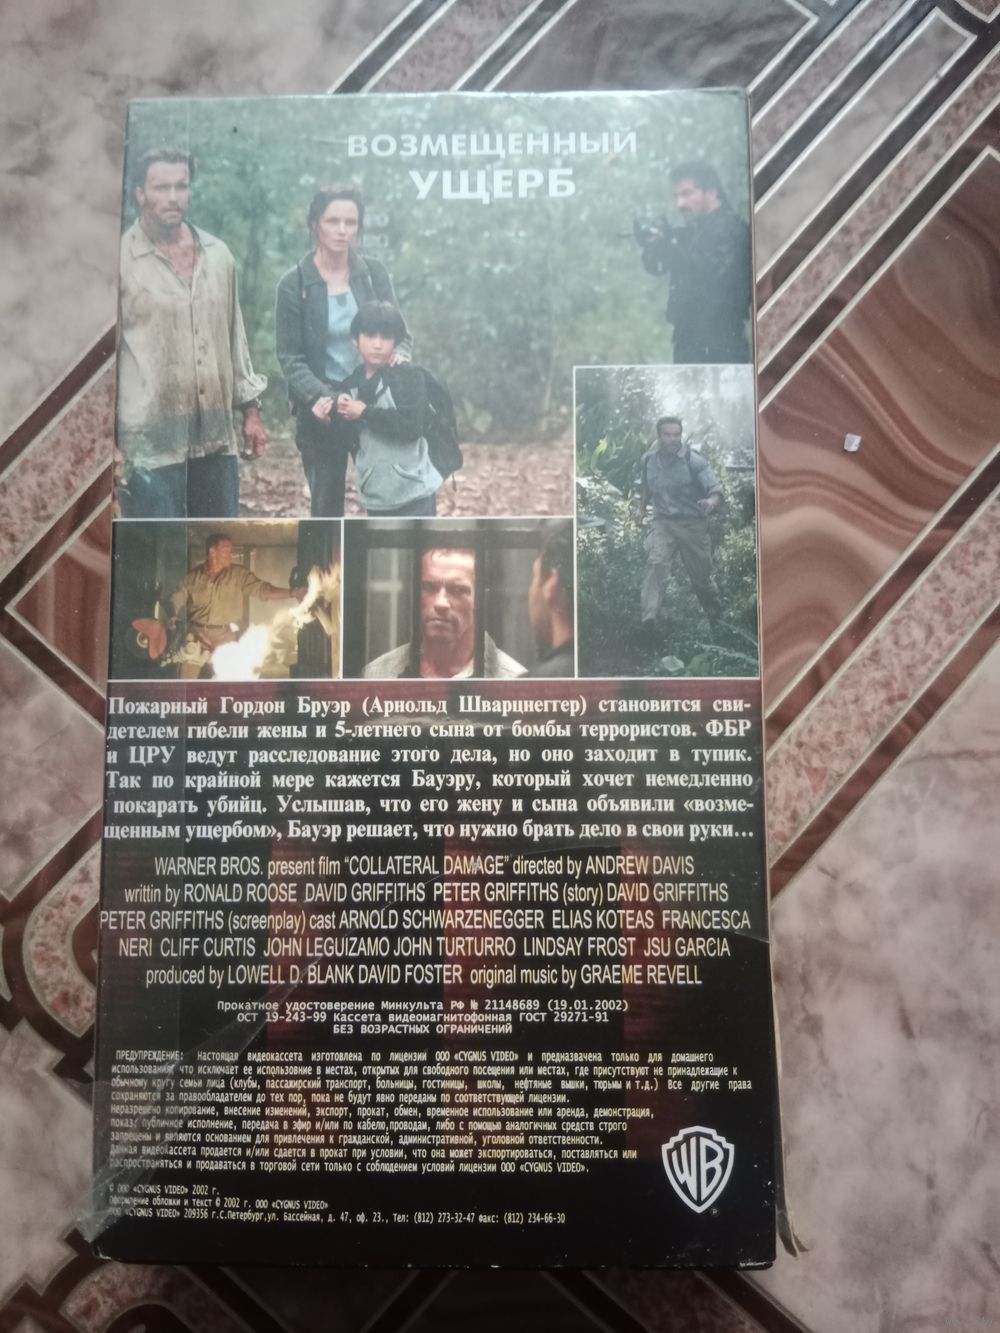 ВОЗМЕЩЕННЫЙ
УЩЕРБ
Пожарный Гордон Бруэр (Арнольд Шварцнеггер) становится сви-
детелем гибели жены и 5-летнего сына от бомбы террористов. ФБР
и ЦРУ ведут расследование этого дела, но оно заходит в тупик.
Так по крайной мере кажется Бауэру, который хочет немедленно
покарать убийц. Услышав, что его жену и сына объявили «возме-
щенным ущербом», Бауэр решает, что нужно брать дело в свои руки...
WARNER BROS. present film "COLLATERAL DAMAGE" directed by ANDREW DAVIS
writtin by RONALD ROOSE DAVID GRIFFITHS PETER GRIFFITHS (story) DAVID GRIFFITHS
PETER GRIFFITHS (screenplay) cast ARNOLD SCHWARZENEGGER ELIAS KOTEAS FRANCESCA
NERI CLIFF CURTIS JOHN LEGUIZAMO JOHN TURTURRO LINDSAY FROST JSU GARCIA
produced by LOWELL D. BLANK DAVID FOSTER original music by GRAEME REVELL
Прокатное удостоверение Минкульта РФ № 21148689 (19.01.2002)
ОСТ 19-243-99 Кассета видеомагнитофонная ГОСТ 29271-91
БЕЗ ВОЗРАСТНЫХ ОГРАНИЧЕНИЙ
ПРЕДУПРЕЖДЕНИЕ: Настоящая видеокассета изготовлена по лицензии ООО «CYGNUS VIDEO» и предназвачена только для домашнего
использования, что исключает ее использовние в местах, открытых для свободного посещения или местах, где присутствуют не принадлежащие к
обычному кругу семьи лица (клубы, пассажирский транспорт, больницы, гостиницы, школы, нефтяные вышки, тюрьмы и т.д.) Все другие права
сохраняются за правообладателем до тех пор, пока не будут явно переданы по соответствующей лицензии.
Неразрешено копирование, внесение изменений, экспорт, прокат, обмен, временное использование или аренда, демонстрация,
показ, публичное исполнение, передача в эфир и/или по кабелю,проводам, либо с помощью аналогичных средств строго
запрещены и являются основанием для привлечения к гражданской, административной, уголовной ответственности.
Данная видеокассета продается и/или сдается в прокат при условии, что она может экспортироваться, поставляться или
распространяться и продаваться в торговой сети только с соблюдением условий лицензии ООО «CYGNUS VIDEO».
© ООО «CYGNUS VIDEO» 2002 г.
Оформление обложки и текст © 2002 г. ООО «CYGNUS VIDEO»
ООО «CYGNUS VIDEO» 209356 г.С.Петербург,ул. Бассейная, д. 47, оф. 23., Тел: (812) 273-32-47 Факс: (812) 234-66-30
WB